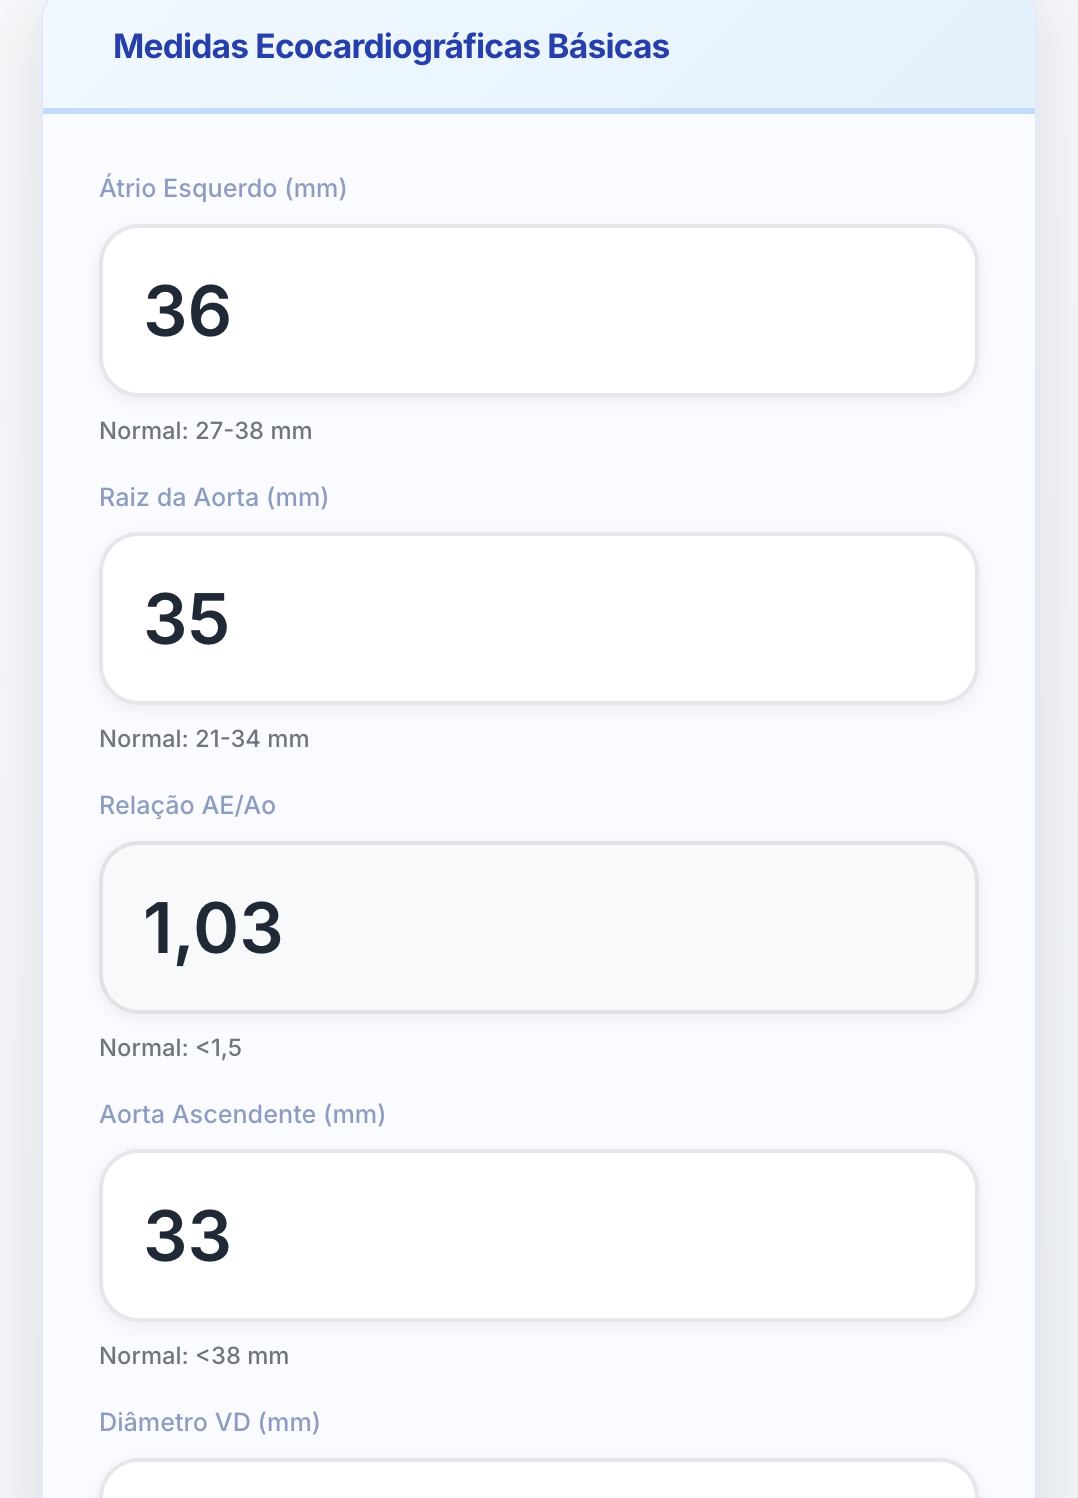 Medidas Ecocardiográficas Básicas
Átrio Esquerdo (mm)
36
Normal: 27-38 mm
Raiz da Aorta (mm)
35
Normal: 21-34 mm
Relação AE/Ao
1,03
Normal: <1,5
Aorta Ascendente (mm)
33
Normal: <38 mm
Diâmetro VD (mm)